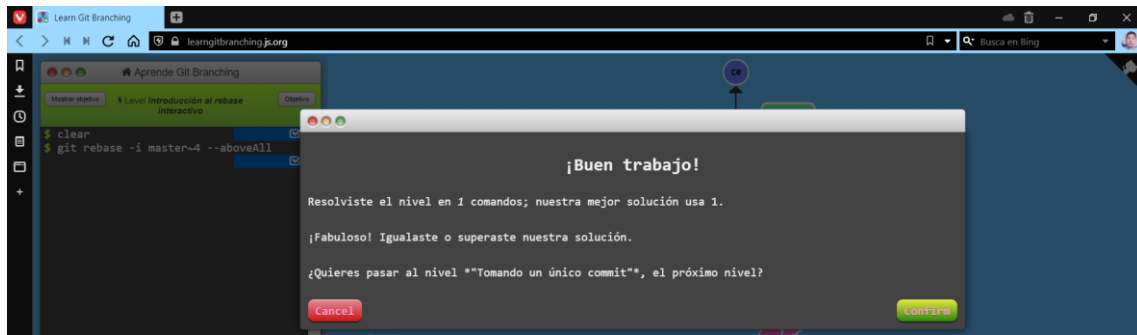 Learn Git Branching
learngitbranching.js.org
Busca en Bing
Aprende Git Branching
Mostrar objetivo
Level introducción al rebase
interactivo
Objetivo
$ clear
$ git rebase -i master~4 --aboveAll
C0
¡Buen trabajo!
Resolviste el nivel en 1 comandos; nuestra mejor solución usa 1.
¡Fabuloso! Igualaste o superaste nuestra solución.
¿Quieres pasar al nivel *"Tomando un único commit"*, el próximo nivel?
Cancel
Confirm